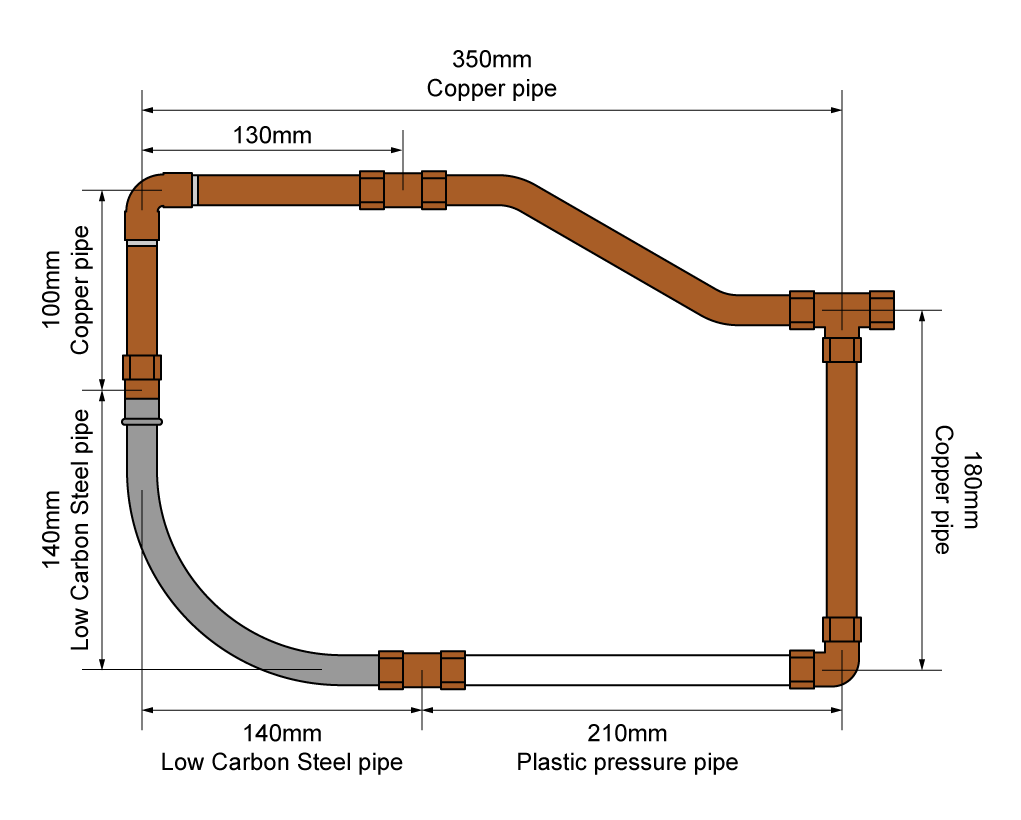 350mm
Copper pipe
130mm
100mm
Copper pipe
140mm
Low Carbon Steel pipe
180mm
Copper pipe
140mm
Low Carbon Steel pipe
210mm
Plastic pressure pipe